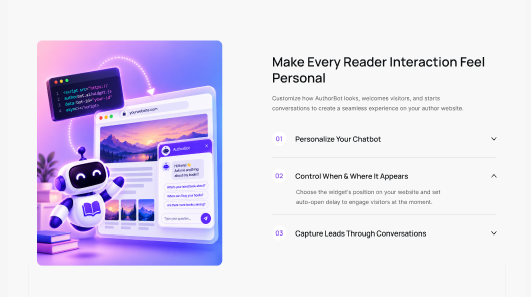 Make Every Reader Interaction Feel
Personal
Customize how AuthorBot looks, welcomes visitors, and starts
conversations to create a seamless experience on your author website.
01 Personalize Your Chatbot
02 Control When & Where It Appears
Choose the widget's position on your website and set
auto-open delay to engage visitors at the moment.
03 Capture Leads Through Conversations
yourwebsite.com
AuthorBot